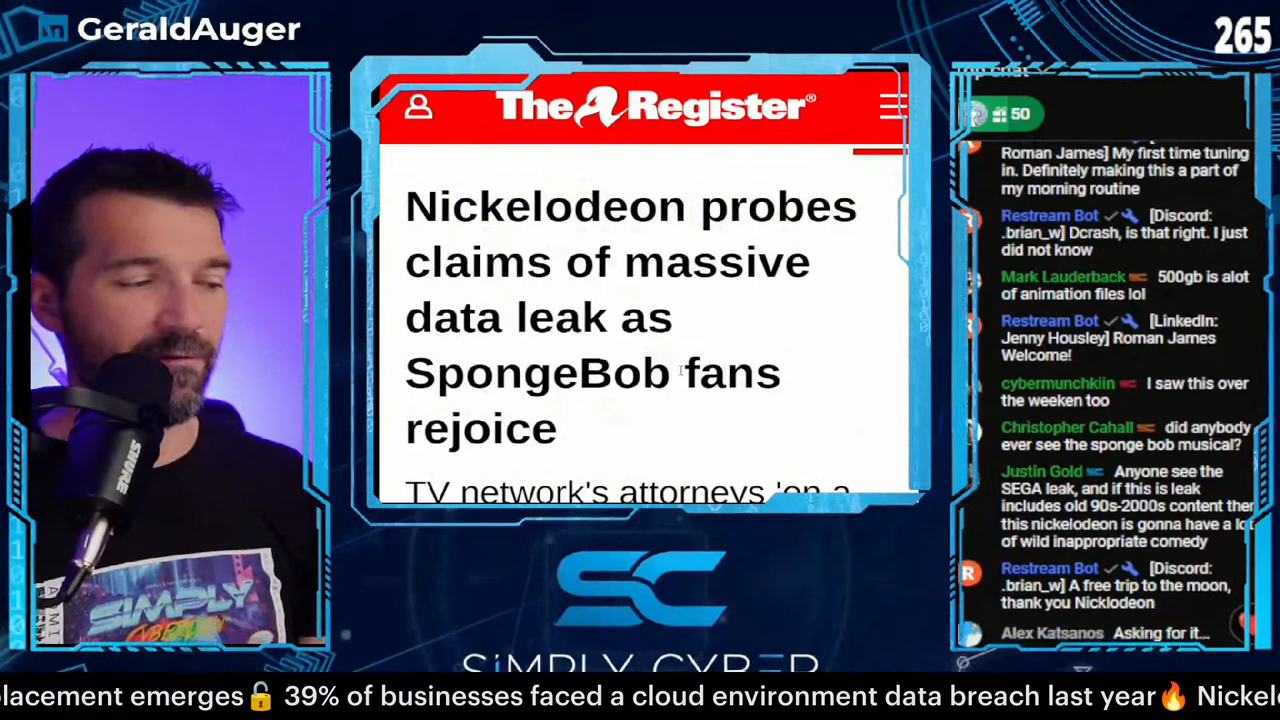 GeraldAuger
265
The Register®
Nickelodeon probes
claims of massive
data leak as
SpongeBob fans
rejoice
TV network's attorneys 'on a
50
Roman James] My first time tuning
in. Definitely making this a part of
my morning routine
Restream Bot [Discord:
.brian_w] Dcrash, is that right. I just
did not know
Mark Lauderback 500gb is alot
of animation files lol
Restream Bot [LinkedIn:
Jenny Housley] Roman James
Welcome!
cybermunchkiin I saw this over
the weeken too
Christopher Cahall did anybody
ever see the sponge bob musical?
Justin Gold Anyone see the
SEGA leak, and if this is leak
includes old 90s-2000s content then
this nickelodeon is gonna have a lot
of wild inappropriate comedy
R Restream Bot [Discord:
.brian_w] A free trip to the moon,
thank you Nicklodeon
Alex Katsanos Asking for it...
SHURE
SIMPLY
CYBERCON
SC
SIMPLY CYBER
placement emerges🔓 39% of businesses faced a cloud environment data breach last year🔥 Nickel